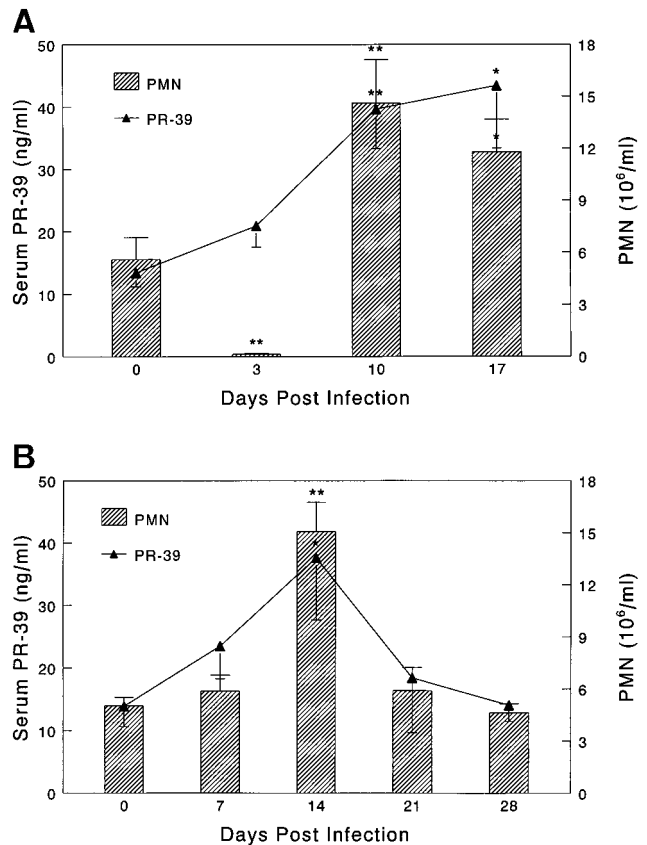 A
50
40
30
20
10
0
Serum PR-39 (ng/ml)
18
15
12
9
6
3
0
PMN (10⁶/ml)
PMN
PR-39
**
**
**
*
*
0 3 10 17
Days Post Infection
B
50
40
30
20
10
0
Serum PR-39 (ng/ml)
18
15
12
9
6
3
0
PMN (10⁶/ml)
PMN
PR-39
**
*
0 7 14 21 28
Days Post Infection